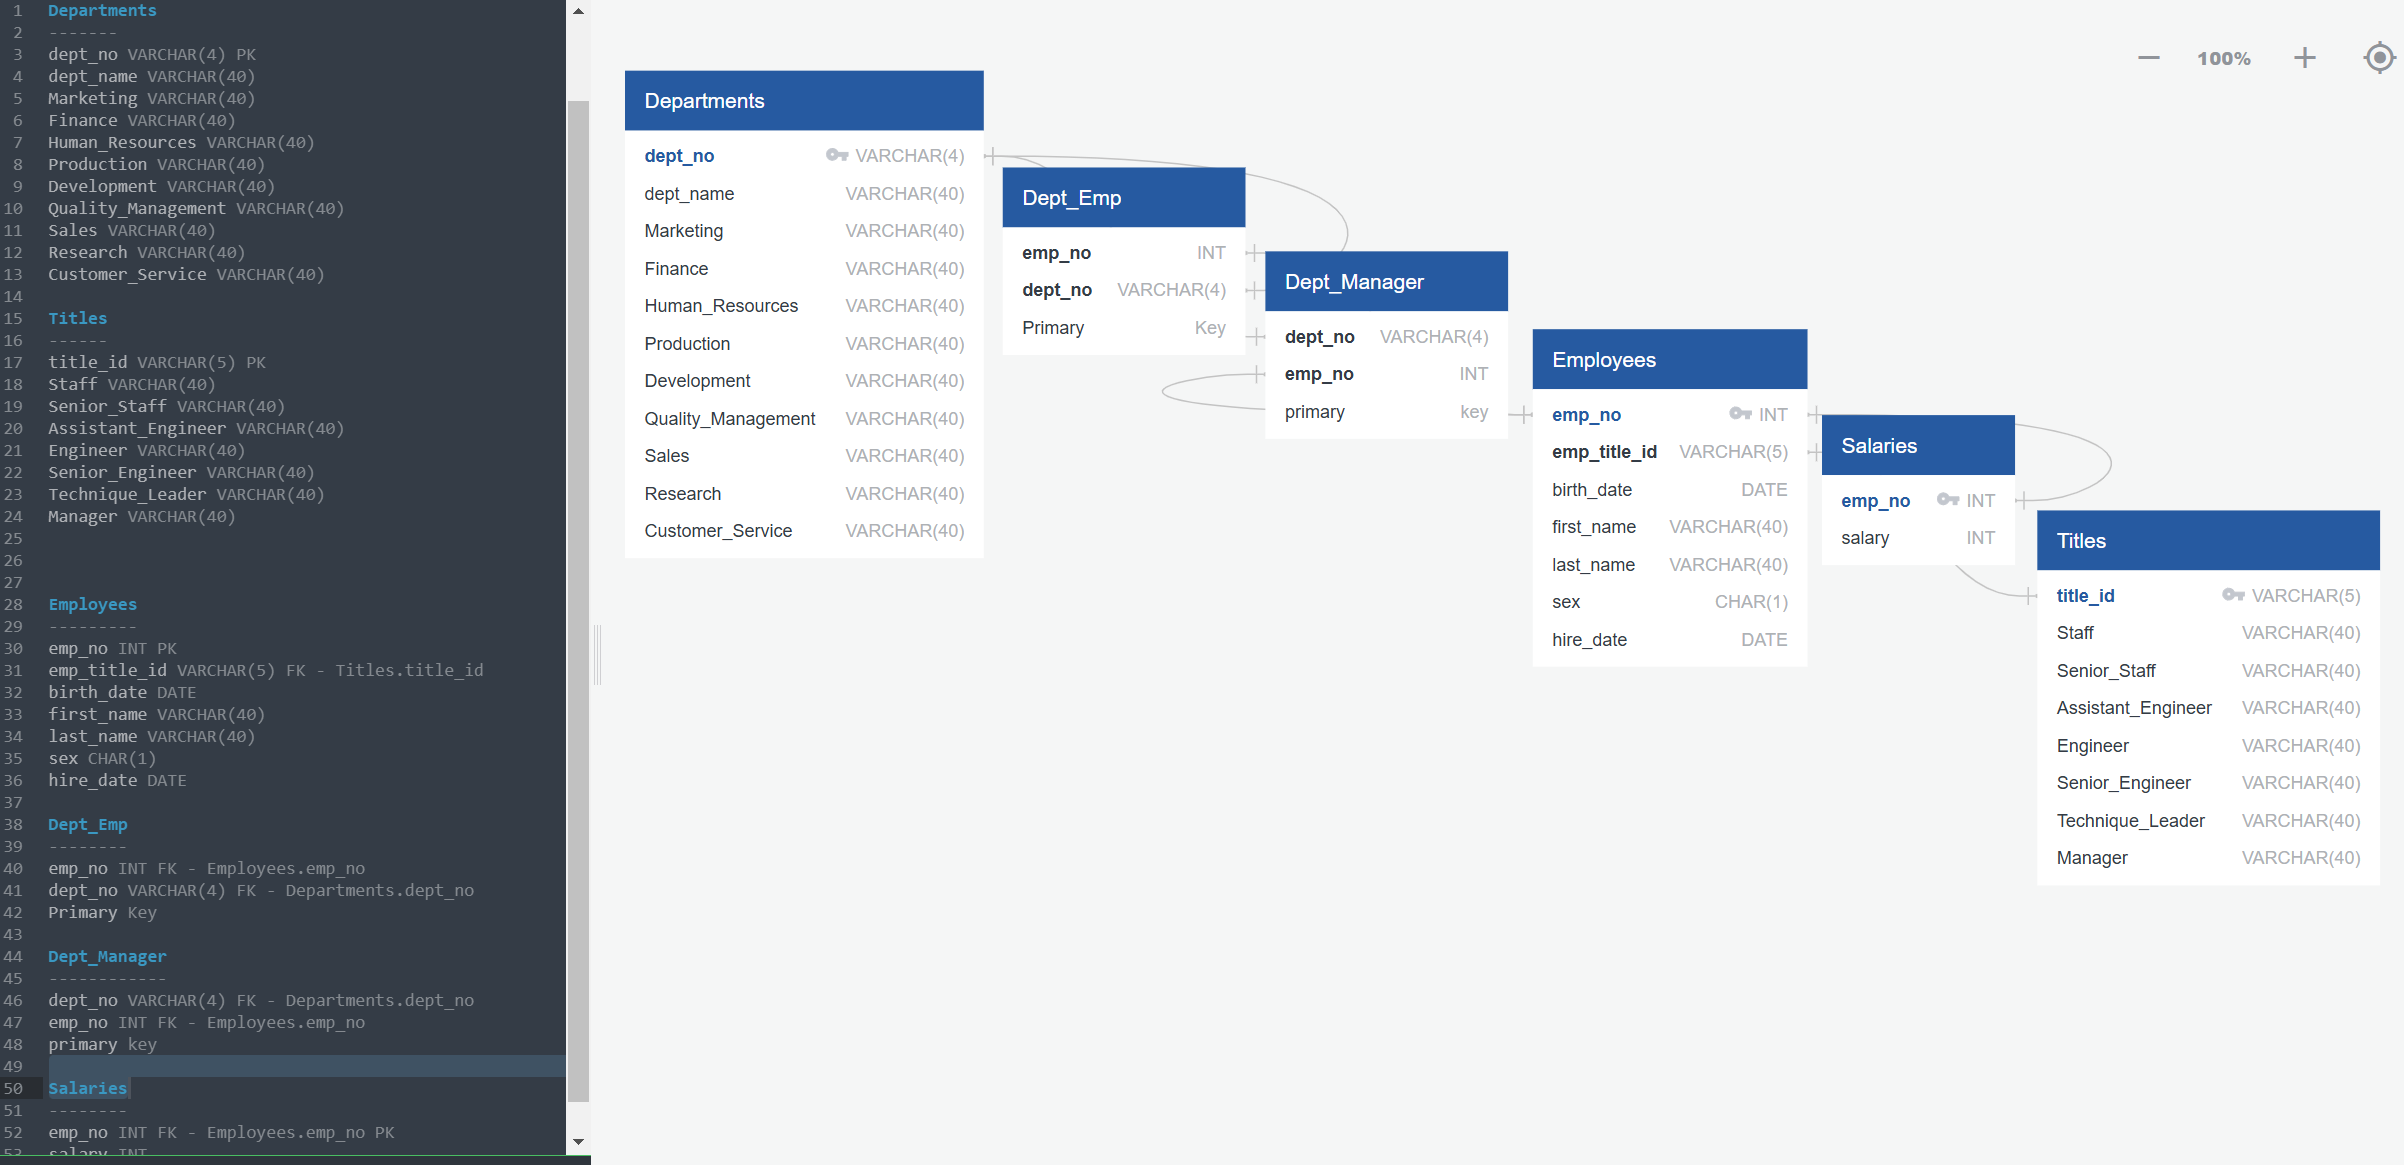 1 Departments
2 -------
3 dept_no VARCHAR(4) PK
4 dept_name VARCHAR(40)
5 Marketing VARCHAR(40)
6 Finance VARCHAR(40)
7 Human_Resources VARCHAR(40)
8 Production VARCHAR(40)
9 Development VARCHAR(40)
10 Quality_Management VARCHAR(40)
11 Sales VARCHAR(40)
12 Research VARCHAR(40)
13 Customer_Service VARCHAR(40)
14
15 Titles
16 ------
17 title_id VARCHAR(5) PK
18 Staff VARCHAR(40)
19 Senior_Staff VARCHAR(40)
20 Assistant_Engineer VARCHAR(40)
21 Engineer VARCHAR(40)
22 Senior_Engineer VARCHAR(40)
23 Technique_Leader VARCHAR(40)
24 Manager VARCHAR(40)
25
26
27
28 Employees
29 ---------
30 emp_no INT PK
31 emp_title_id VARCHAR(5) FK - Titles.title_id
32 birth_date DATE
33 first_name VARCHAR(40)
34 last_name VARCHAR(40)
35 sex CHAR(1)
36 hire_date DATE
37
38 Dept_Emp
39 --------
40 emp_no INT FK - Employees.emp_no
41 dept_no VARCHAR(4) FK - Departments.dept_no
42 Primary Key
43
44 Dept_Manager
45 ------------
46 dept_no VARCHAR(4) FK - Departments.dept_no
47 emp_no INT FK - Employees.emp_no
48 primary key
49
50 Salaries
51 --------
52 emp_no INT FK - Employees.emp_no PK
53 salary INT
100%
Departments
dept_no VARCHAR(4)
dept_name VARCHAR(40)
Marketing VARCHAR(40)
Finance VARCHAR(40)
Human_Resources VARCHAR(40)
Production VARCHAR(40)
Development VARCHAR(40)
Quality_Management VARCHAR(40)
Sales VARCHAR(40)
Research VARCHAR(40)
Customer_Service VARCHAR(40)
Dept_Emp
emp_no INT
dept_no VARCHAR(4)
Primary Key
Dept_Manager
dept_no VARCHAR(4)
emp_no INT
primary key
Employees
emp_no INT
emp_title_id VARCHAR(5)
birth_date DATE
first_name VARCHAR(40)
last_name VARCHAR(40)
sex CHAR(1)
hire_date DATE
Salaries
emp_no INT
salary INT
Titles
title_id VARCHAR(5)
Staff VARCHAR(40)
Senior_Staff VARCHAR(40)
Assistant_Engineer VARCHAR(40)
Engineer VARCHAR(40)
Senior_Engineer VARCHAR(40)
Technique_Leader VARCHAR(40)
Manager VARCHAR(40)